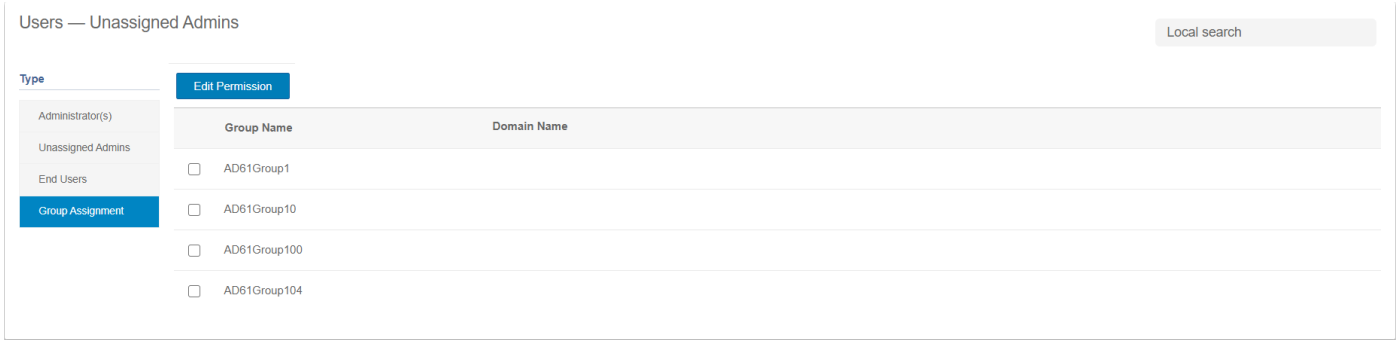 Users — Unassigned Admins
Local search
Type
Administrator(s)
Unassigned Admins
End Users
Group Assignment
Edit Permission
Group Name Domain Name
AD61Group1
AD61Group10
AD61Group100
AD61Group104